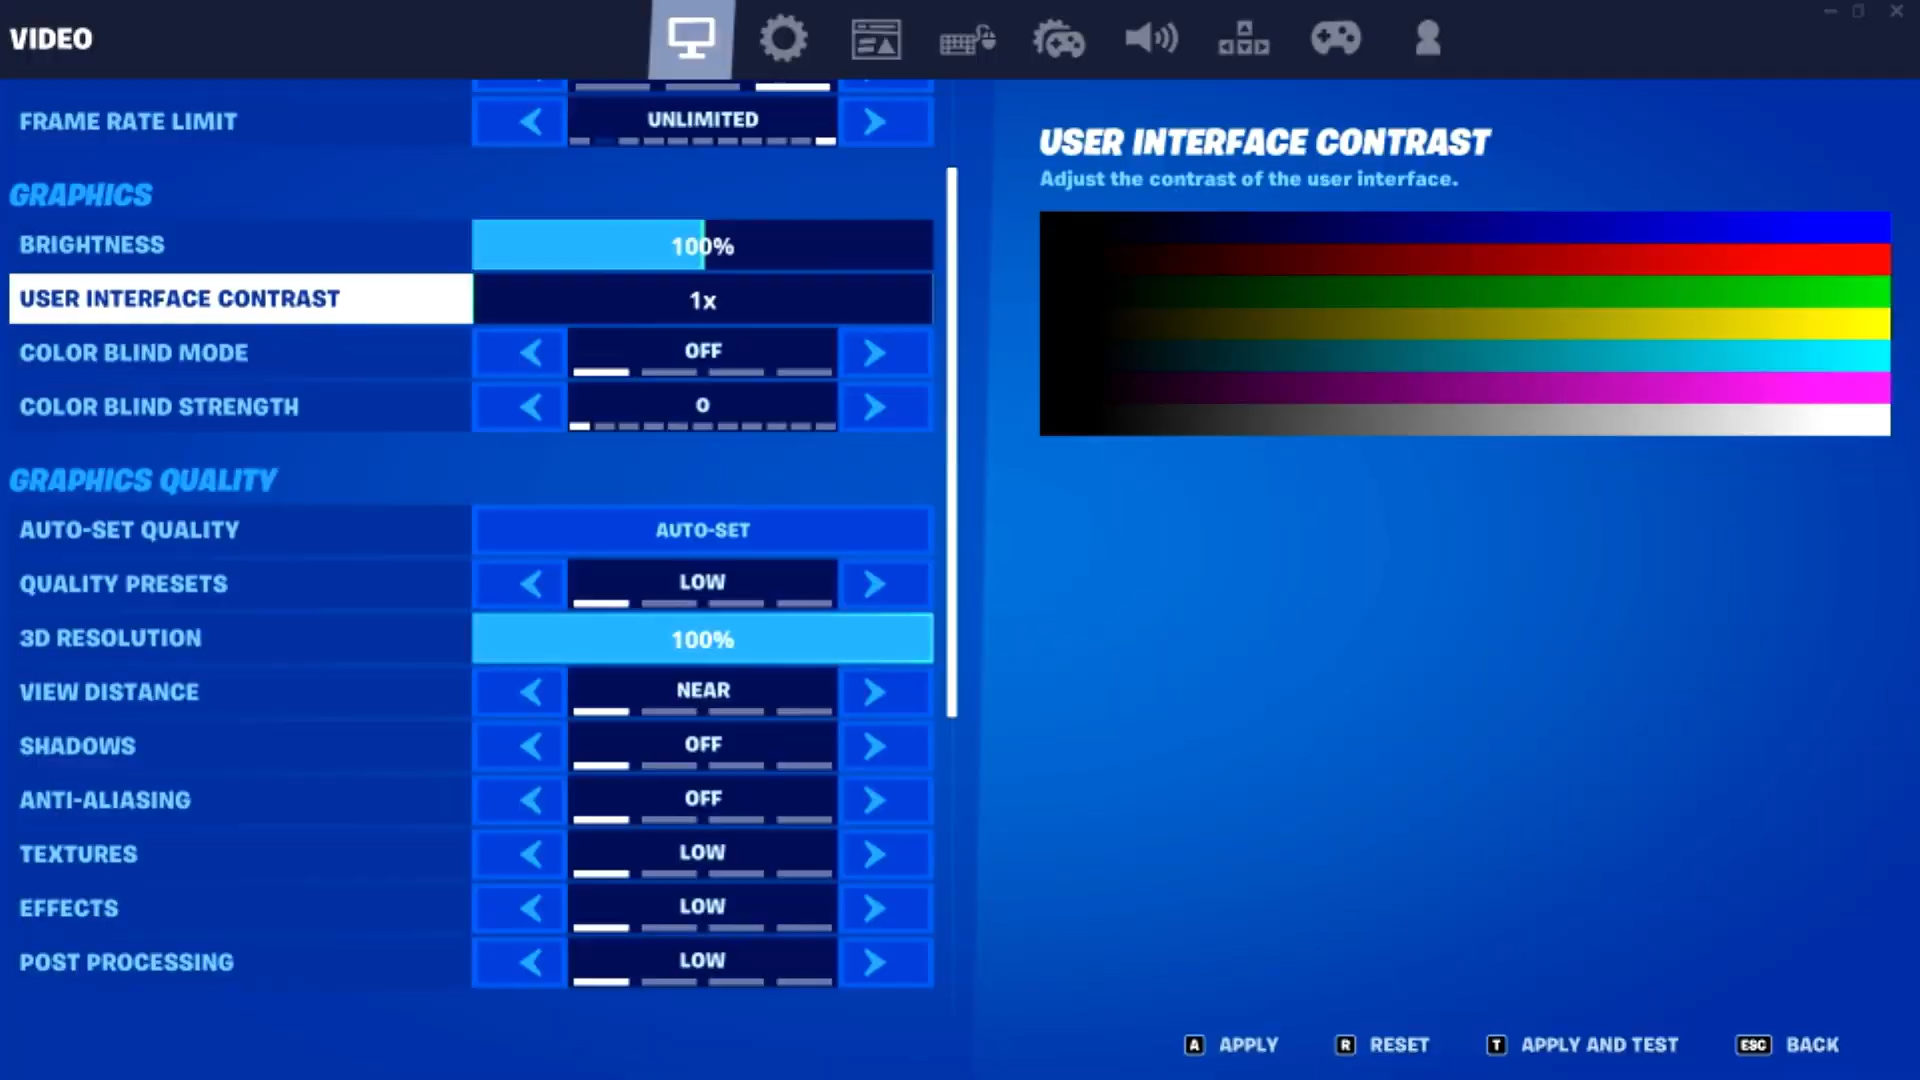 VIDEO
FRAME RATE LIMIT UNLIMITED
GRAPHICS
BRIGHTNESS 100%
USER INTERFACE CONTRAST 1x
COLOR BLIND MODE OFF
COLOR BLIND STRENGTH 0
GRAPHICS QUALITY
AUTO-SET QUALITY AUTO-SET
QUALITY PRESETS LOW
3D RESOLUTION 100%
VIEW DISTANCE NEAR
SHADOWS OFF
ANTI-ALIASING OFF
TEXTURES LOW
EFFECTS LOW
POST PROCESSING LOW
USER INTERFACE CONTRAST
Adjust the contrast of the user interface.
A APPLY R RESET T APPLY AND TEST ESC BACK